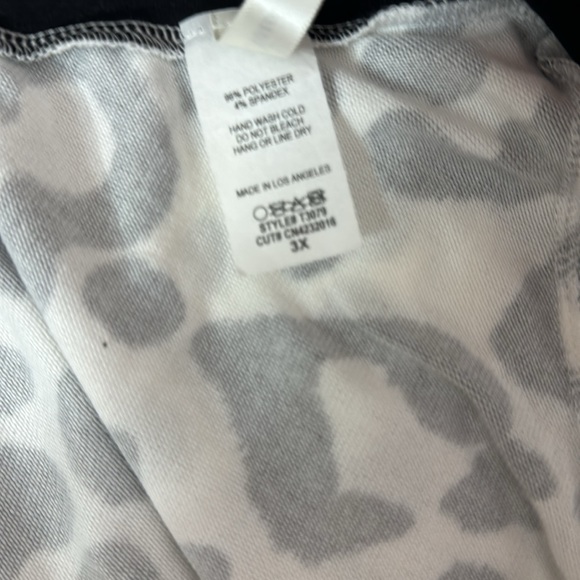 96% POLYESTER
4% SPANDEX
HAND WASH COLD
DO NOT BLEACH
HANG OR LINE DRY
MADE IN LOS ANGELES
STYLE# T3079
CUT# CN4232016
3X